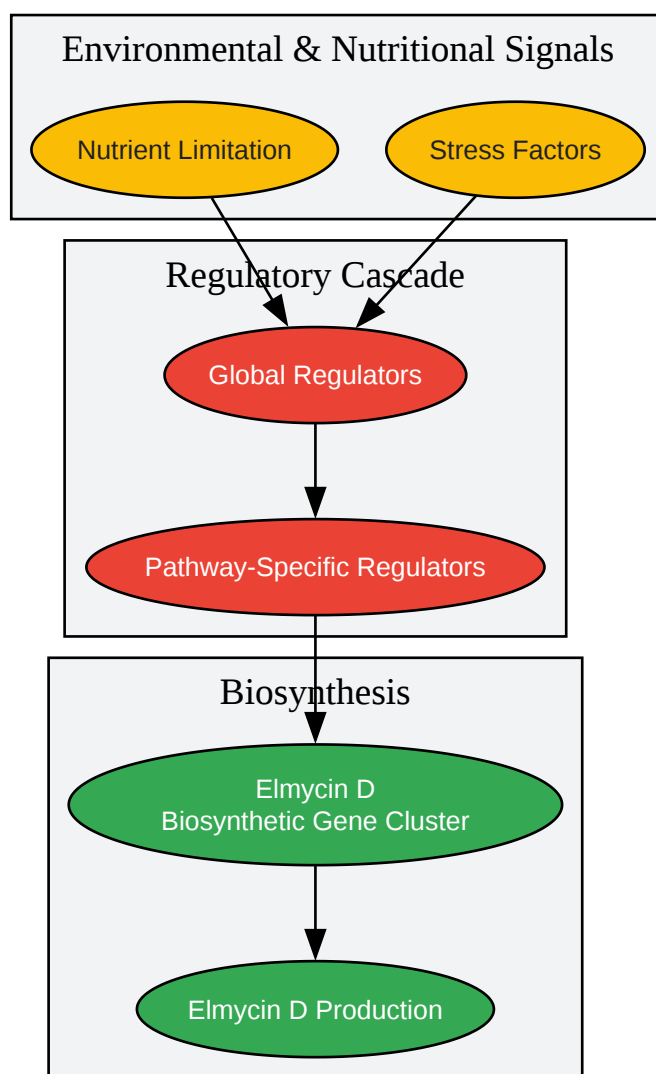 Environmental & Nutritional Signals
Nutrient Limitation
Stress Factors
Regulatory Cascade
Global Regulators
Pathway-Specific Regulators
Biosynthesis
Elmycin D
Biosynthetic Gene Cluster
Elmycin D Production